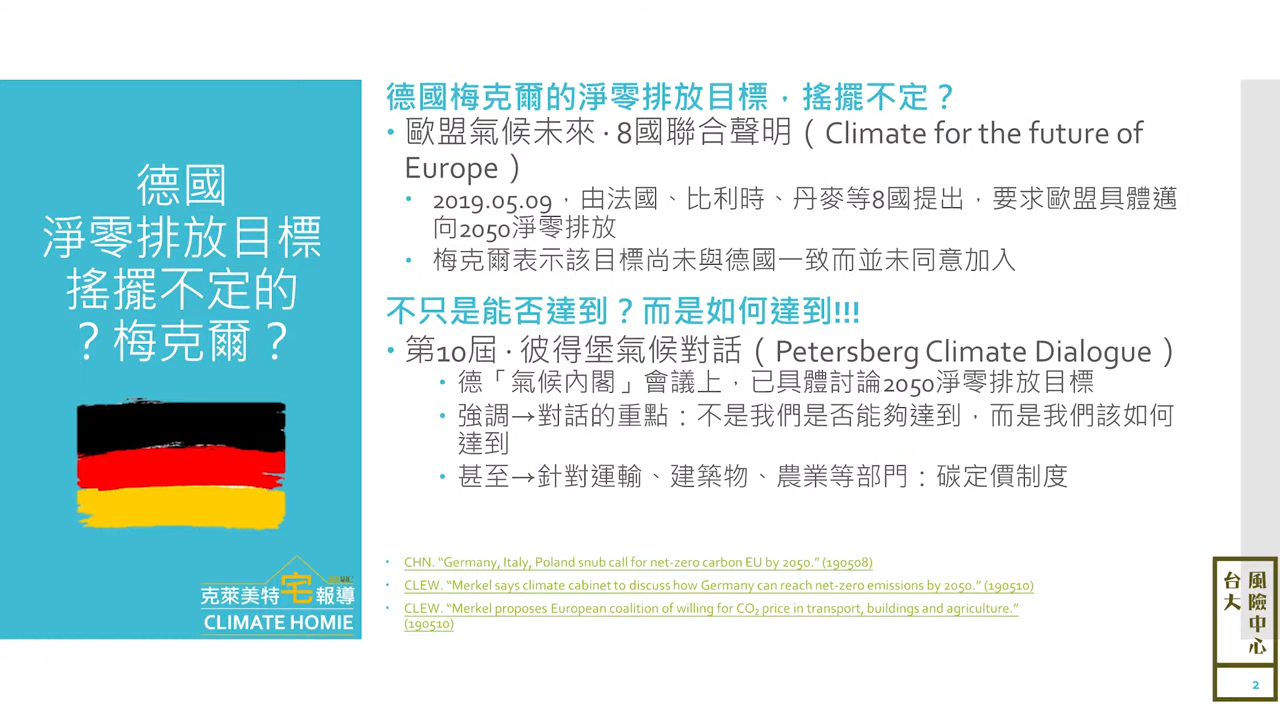 德國
淨零排放目標
搖擺不定的
？梅克爾？
克萊美特宅報導
CLIMATE HOMIE
德國梅克爾的淨零排放目標，搖擺不定？
• 歐盟氣候未來·8國聯合聲明（Climate for the future of
Europe）
• 2019.05.09，由法國、比利時、丹麥等8國提出，要求歐盟具體邁
向2050淨零排放
• 梅克爾表示該目標尚未與德國一致而並未同意加入
不只是能否達到？而是如何達到!!!
• 第10屆·彼得堡氣候對話（Petersberg Climate Dialogue）
• 德「氣候內閣」會議上，已具體討論2050淨零排放目標
• 強調→對話的重點：不是我們是否能夠達到，而是我們該如何
達到
• 甚至→針對運輸、建築物、農業等部門：碳定價制度
• CHN. “Germany, Italy, Poland snub call for net-zero carbon EU by 2050.” (190508)
• CLEW. “Merkel says climate cabinet to discuss how Germany can reach net-zero emissions by 2050.” (190510)
• CLEW. “Merkel proposes European coalition of willing for CO₂ price in transport, buildings and agriculture.”
(190510)
台大
風險中心
2